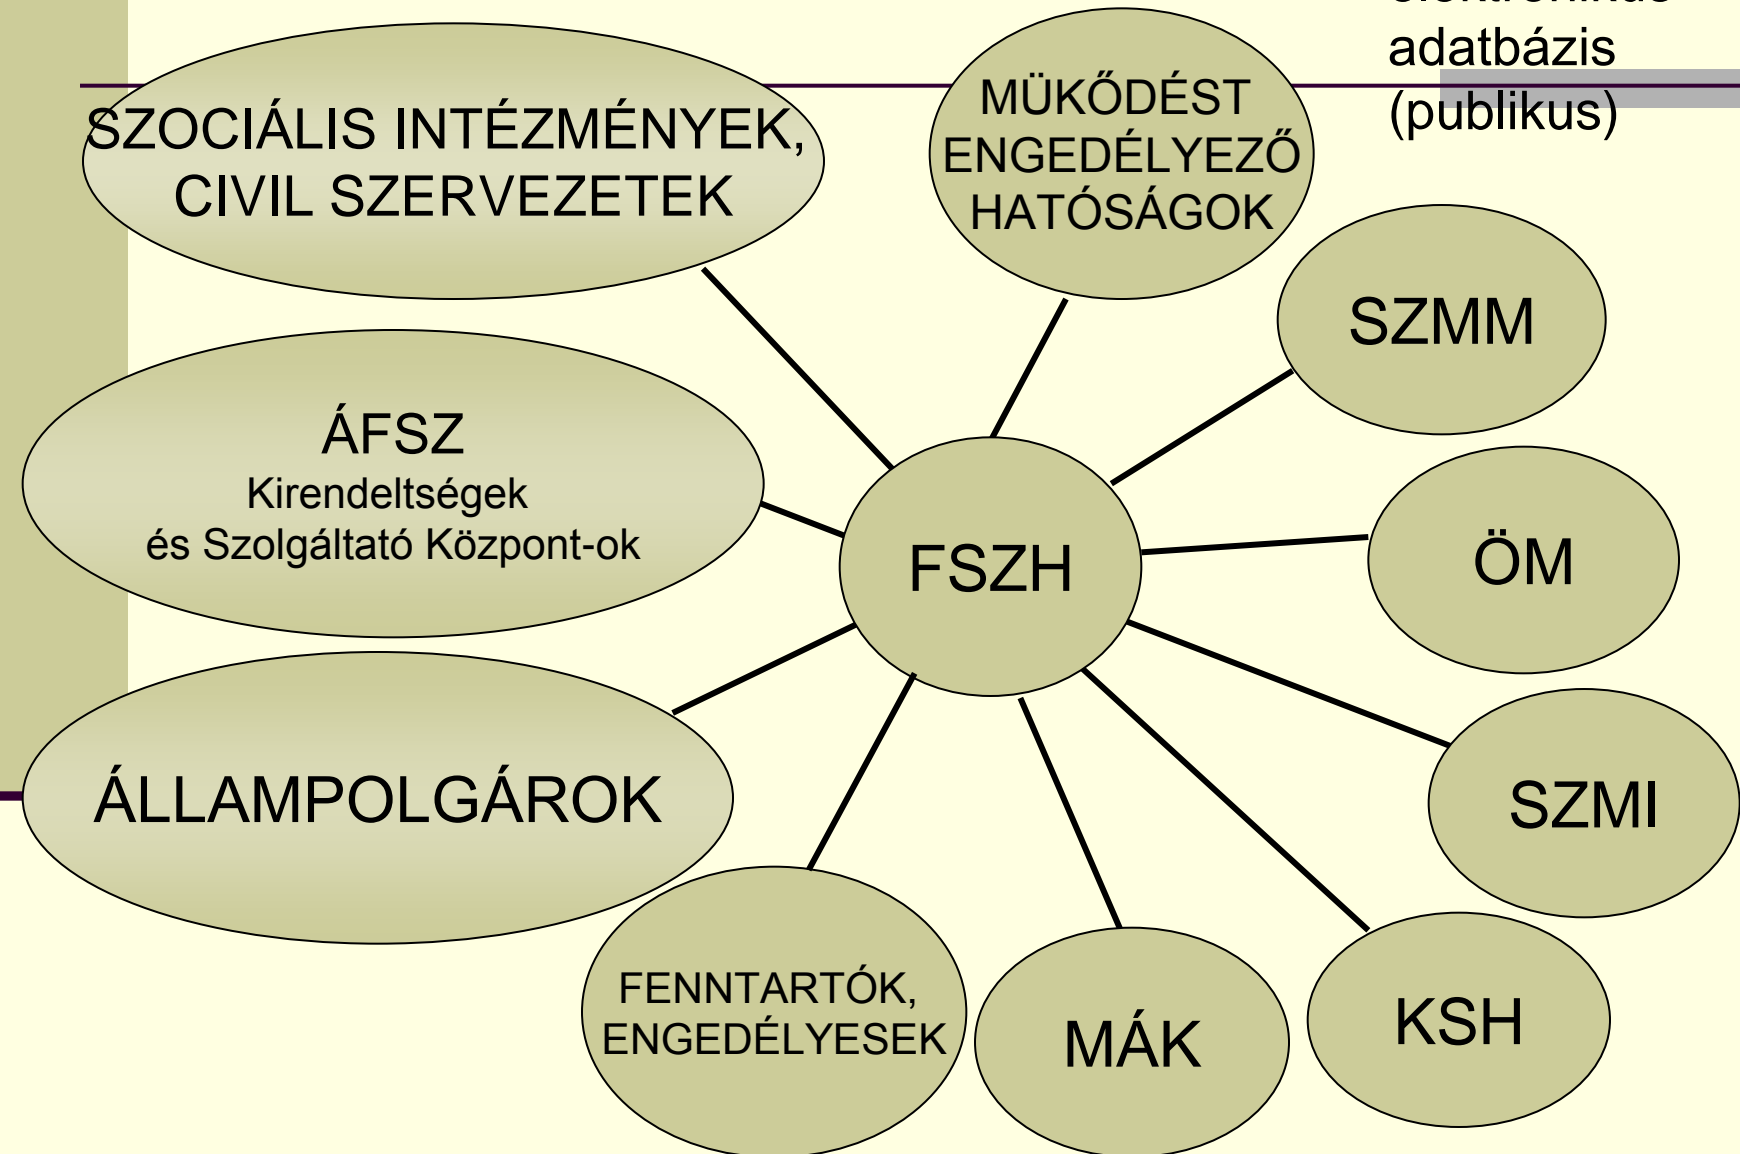 adatbázis
(publikus)
SZOCIÁLIS INTÉZMÉNYEK,
CIVIL SZERVEZETEK
MÜKŐDÉST
ENGEDÉLYEZŐ
HATÓSÁGOK
SZMM
ÁFSZ
Kirendeltségek
és Szolgáltató Központ-ok
FSZH
ÖM
ÁLLAMPOLGÁROK
SZMI
FENNTARTÓK,
ENGEDÉLYESEK
MÁK
KSH